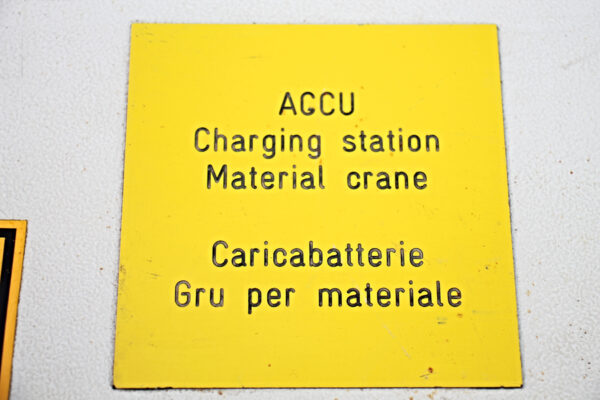 ACCU
Charging station
Material crane
Caricabatterie
Gru per materiale